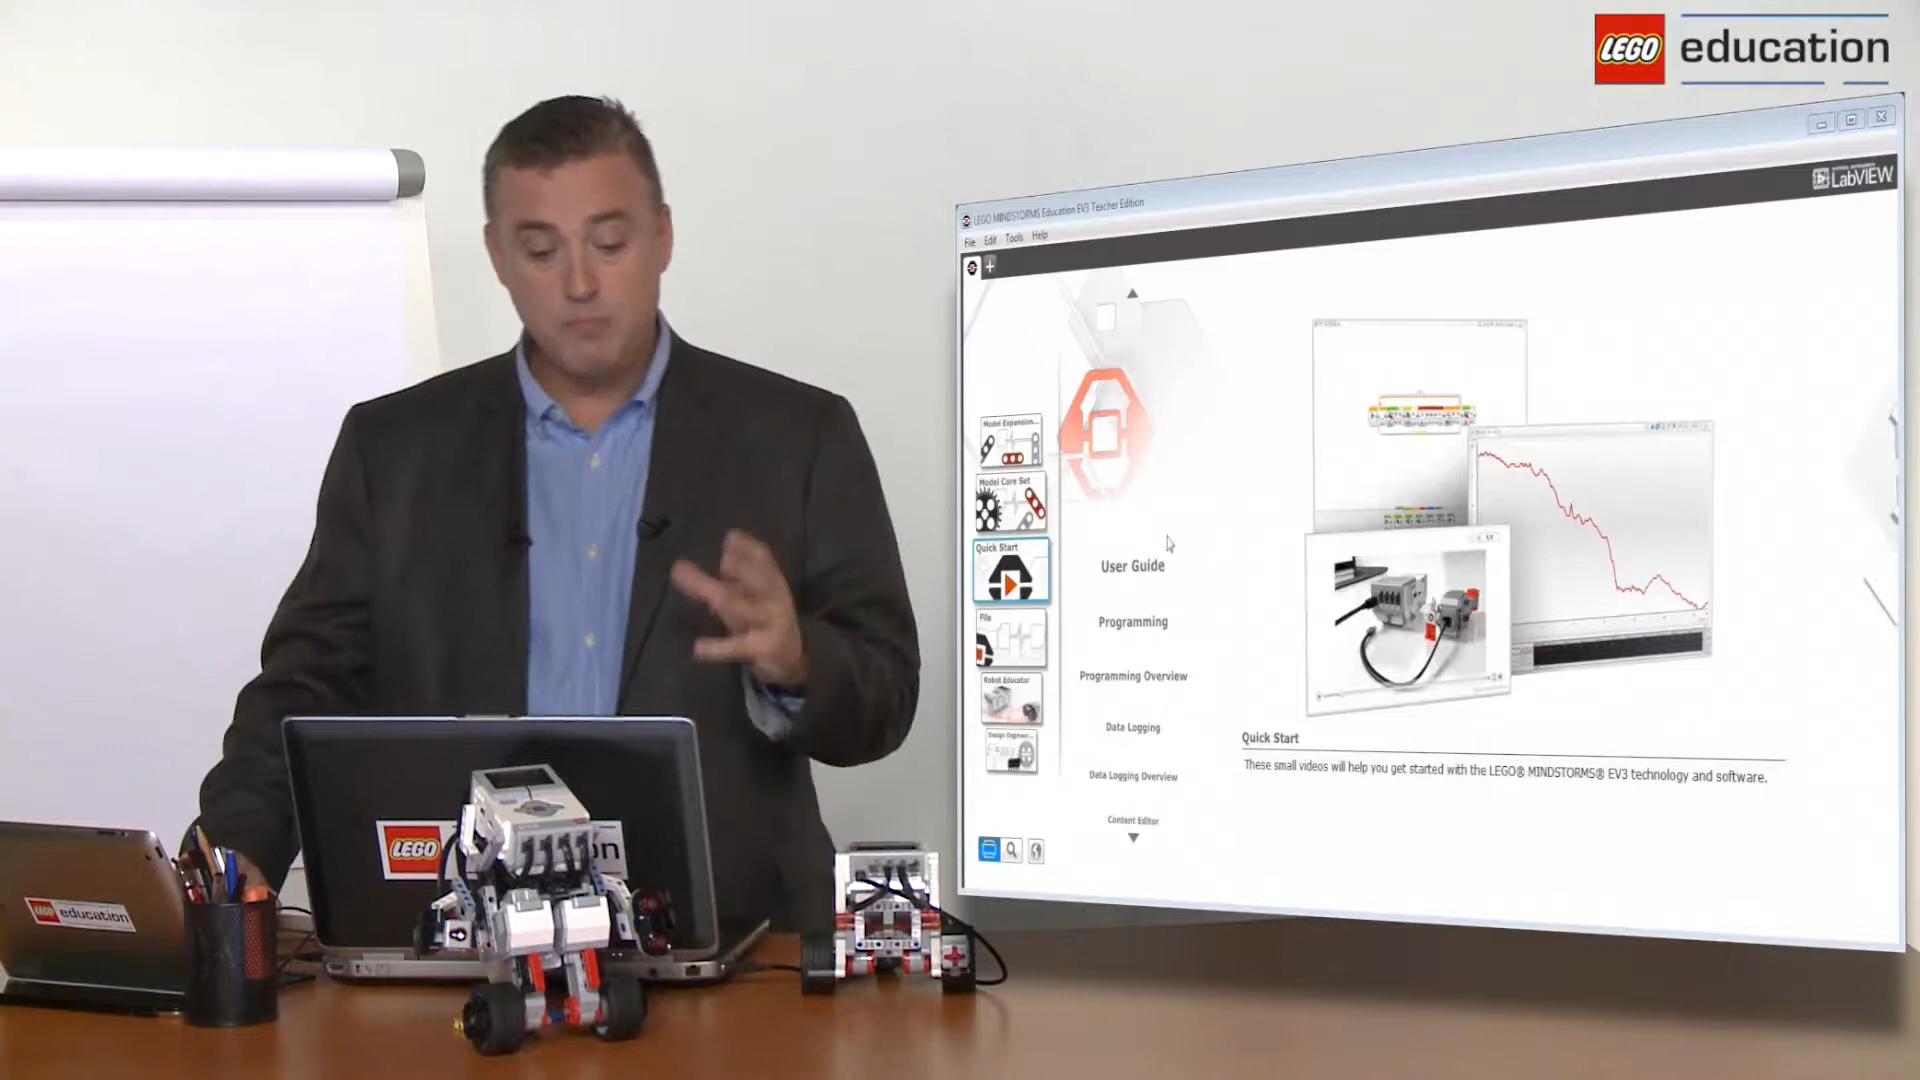 LEGO education
LabVIEW
LEGO MINDSTORMS Education EV3 Teacher Edition
File Edit Tools Help
Model Expansion...
Model Core Set
Quick Start
File
Robot Educator
Design Engineer...
User Guide
Programming
Programming Overview
Data Logging
Data Logging Overview
Content Editor
Quick Start
These small videos will help you get started with the LEGO® MINDSTORMS® EV3 technology and software.
LEGO
LEGO education